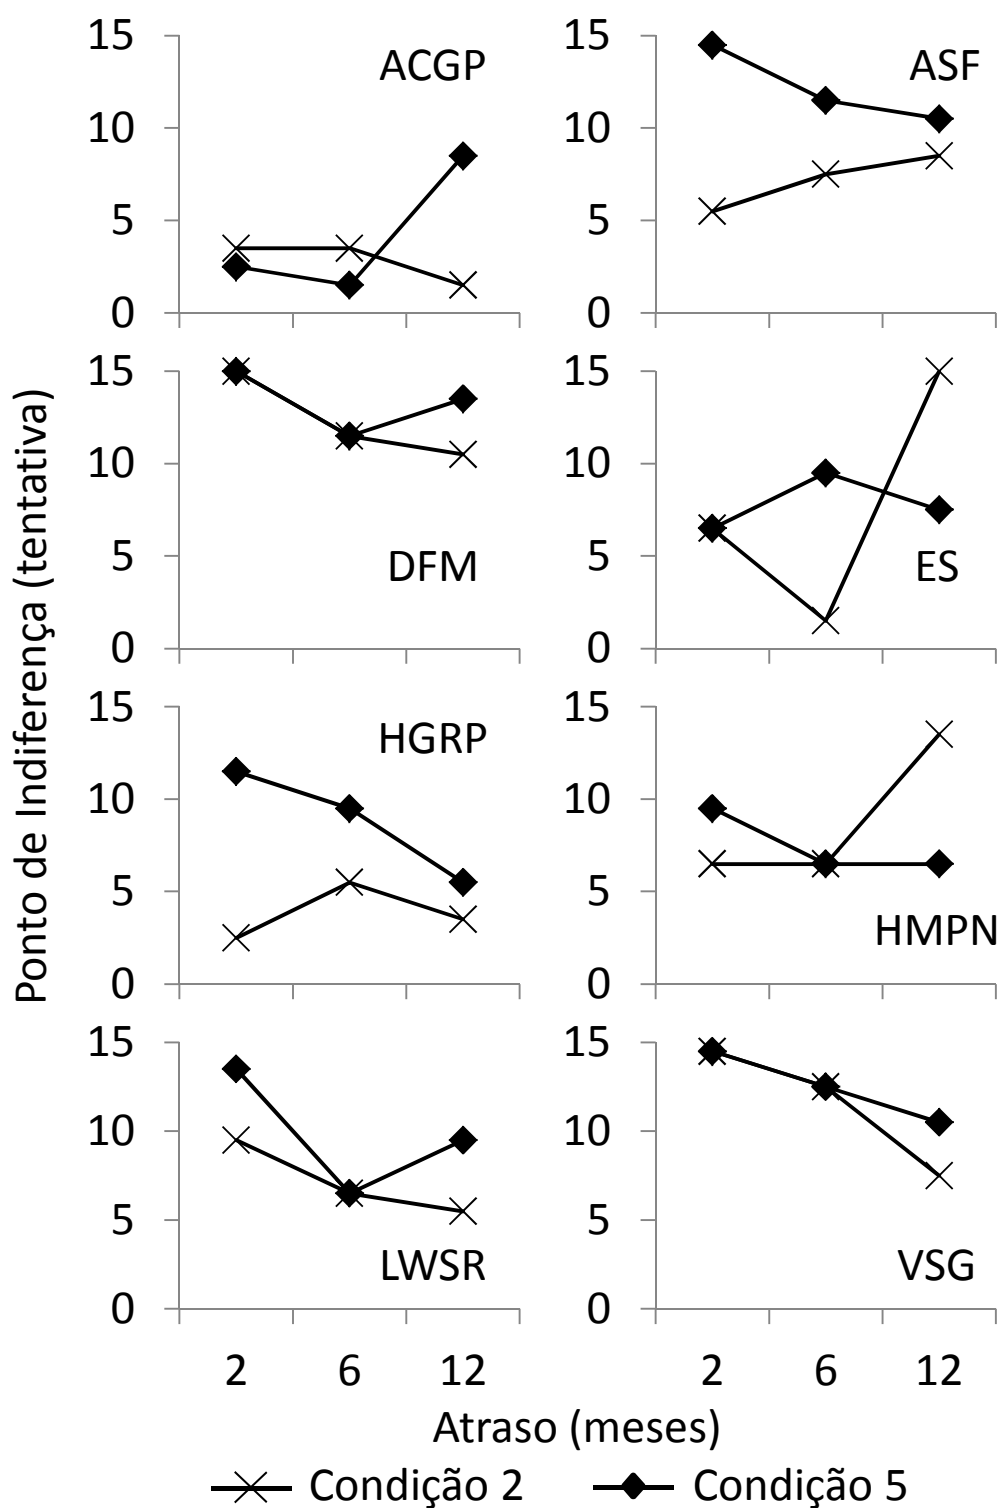 Ponto de Indiferença (tentativa)
15
10
5
0
ACGP
15
10
5
0
ASF
15
10
5
0
DFM
15
10
5
0
ES
15
10
5
0
HGRP
15
10
5
0
HMPN
15
10
5
0
LWSR
15
10
5
0
VSG
2 6 12
2 6 12
Atraso (meses)
Condição 2
Condição 5